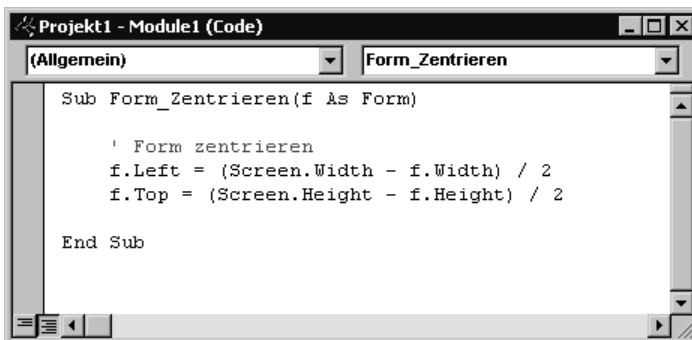 Projekt1 - Module1 (Code)
(Allgemein) Form_Zentrieren
Sub Form_Zentrieren(f As Form)
' Form zentrieren
f.Left = (Screen.Width - f.Width) / 2
f.Top = (Screen.Height - f.Height) / 2
End Sub